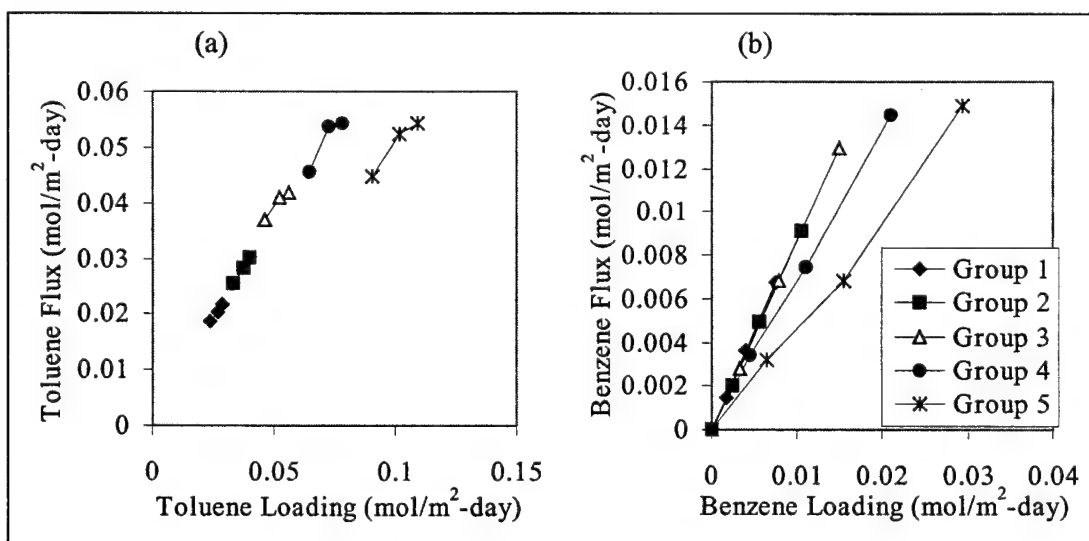 (a)
Toluene Flux (mol/m²-day)
0.06
0.05
0.04
0.03
0.02
0.01
0
0 0.05 0.1 0.15
Toluene Loading (mol/m²-day)
(b)
Benzene Flux (mol/m²-day)
0.016
0.014
0.012
0.01
0.008
0.006
0.004
0.002
0
0 0.01 0.02 0.03 0.04
Benzene Loading (mol/m²-day)
Group 1
Group 2
Group 3
Group 4
Group 5